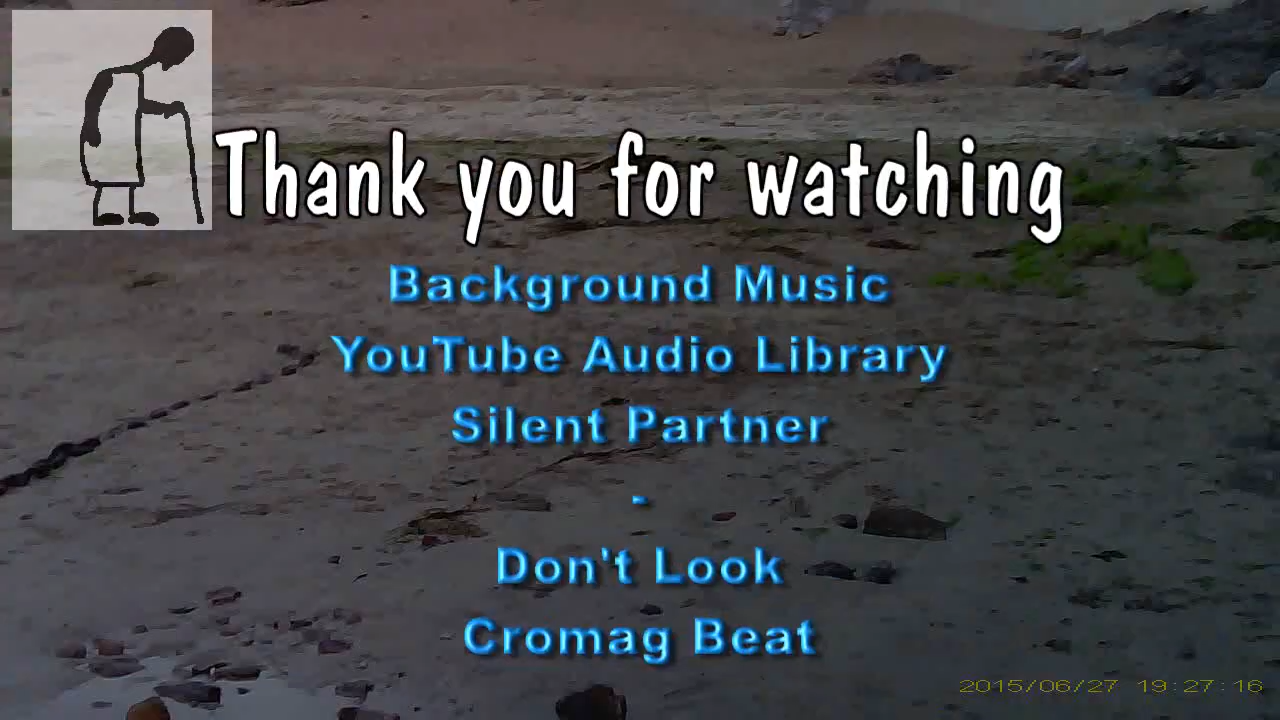 Thank you for watching
Background Music
YouTube Audio Library
Silent Partner
-
Don't Look
Cromag Beat
2015/06/27 19:27:16